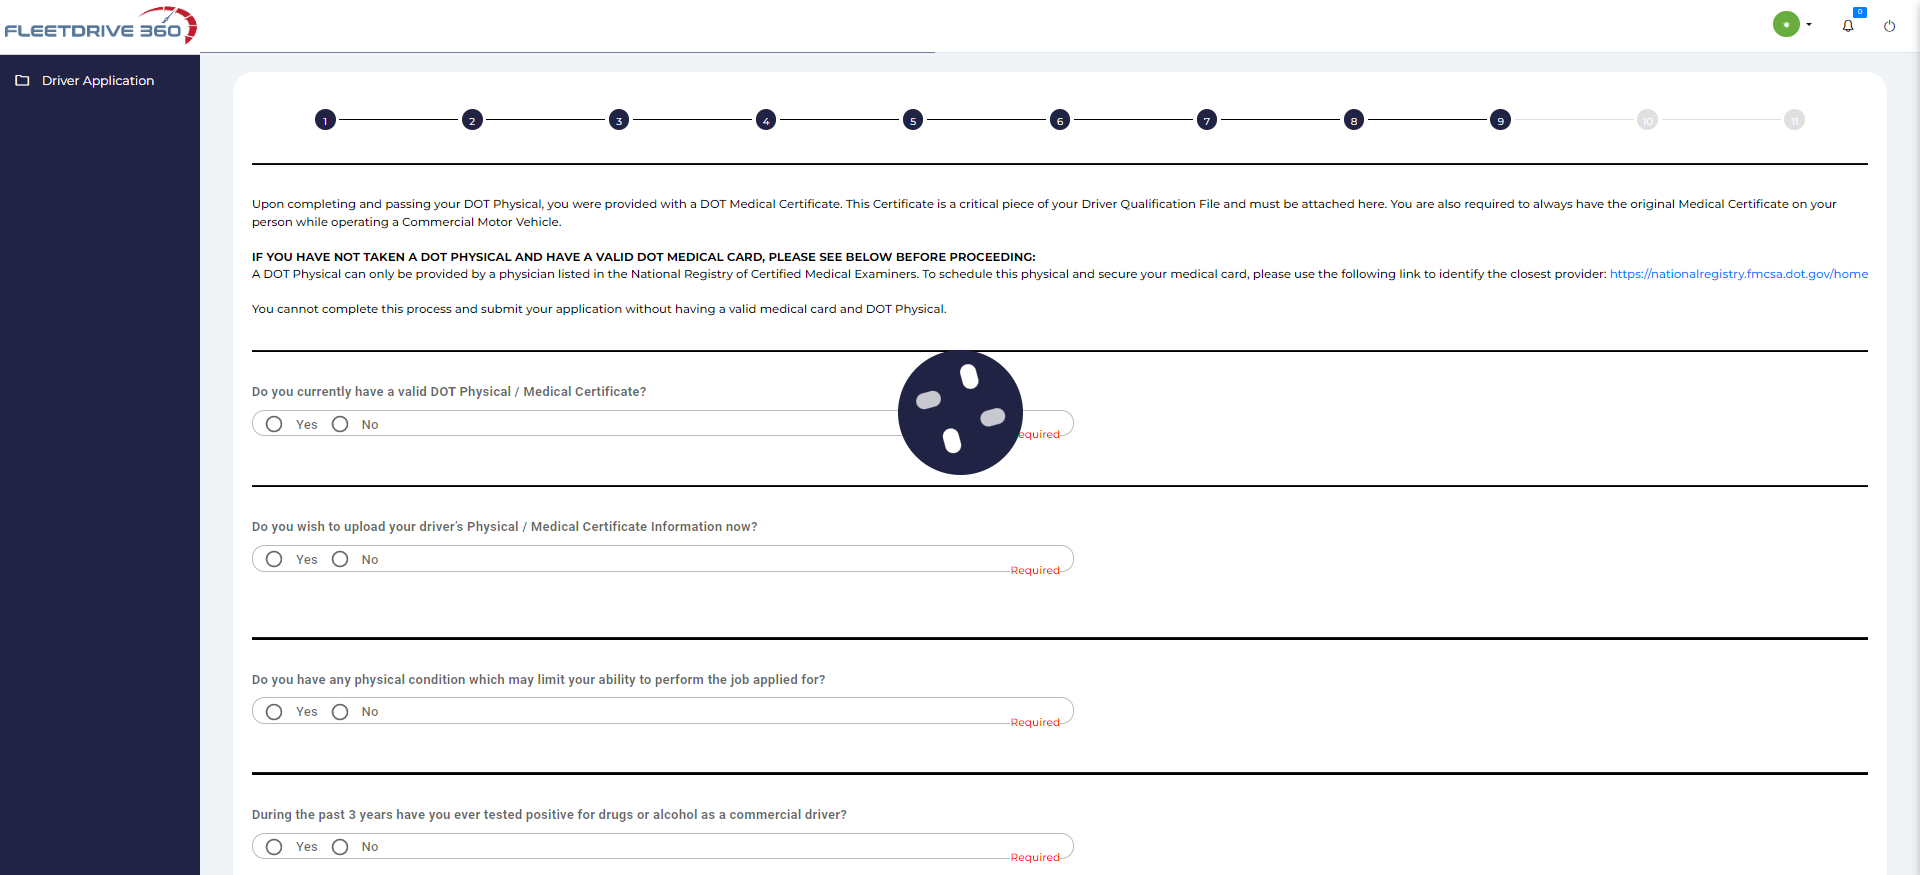 FLEETDRIVE 360
0
Driver Application
1 2 3 4 5 6 7 8 9 10 11
Upon completing and passing your DOT Physical, you were provided with a DOT Medical Certificate. This Certificate is a critical piece of your Driver Qualification File and must be attached here. You are also required to always have the original Medical Certificate on your
person while operating a Commercial Motor Vehicle.
IF YOU HAVE NOT TAKEN A DOT PHYSICAL AND HAVE A VALID DOT MEDICAL CARD, PLEASE SEE BELOW BEFORE PROCEEDING:
A DOT Physical can only be provided by a physician listed in the National Registry of Certified Medical Examiners. To schedule this physical and secure your medical card, please use the following link to identify the closest provider: https://nationalregistry.fmcsa.dot.gov/home
You cannot complete this process and submit your application without having a valid medical card and DOT Physical.
Do you currently have a valid DOT Physical / Medical Certificate?
Yes No
equired
Do you wish to upload your driver's Physical / Medical Certificate Information now?
Yes No
Required
Do you have any physical condition which may limit your ability to perform the job applied for?
Yes No
Required
During the past 3 years have you ever tested positive for drugs or alcohol as a commercial driver?
Yes No
Required